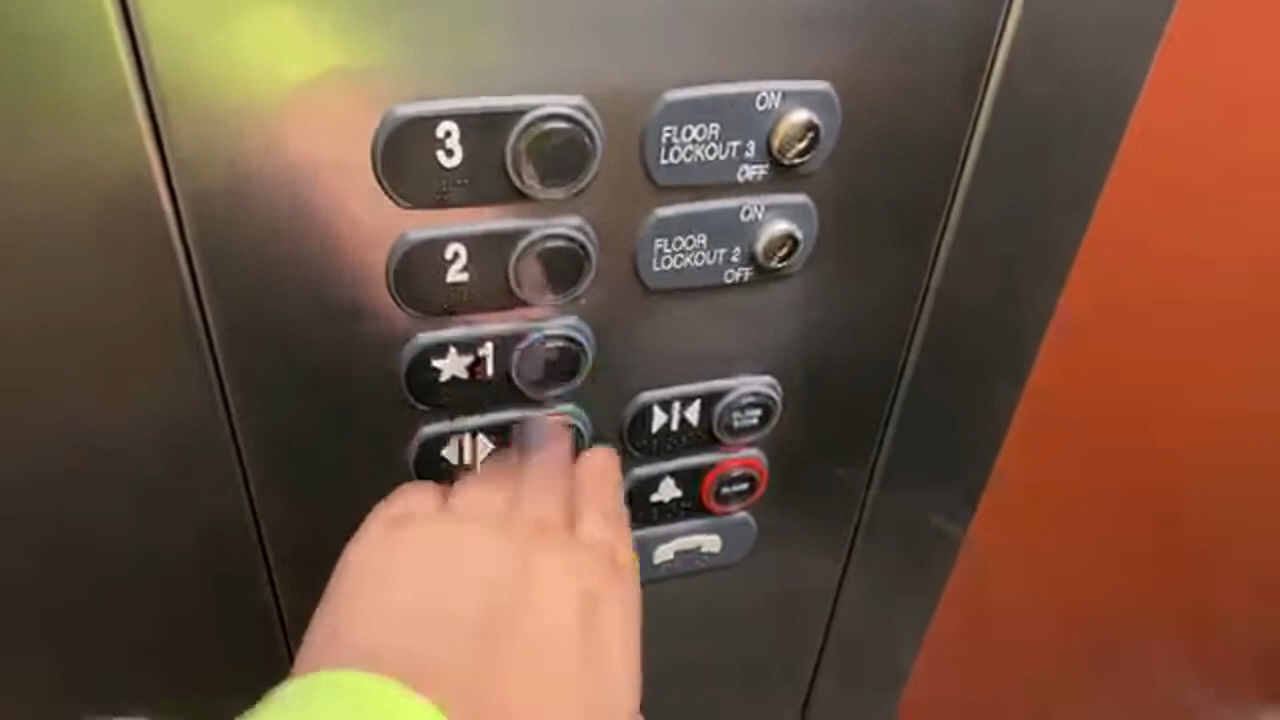 3
ON
FLOOR
LOCKOUT 3
OFF
2
ON
FLOOR
LOCKOUT 2
OFF
★1